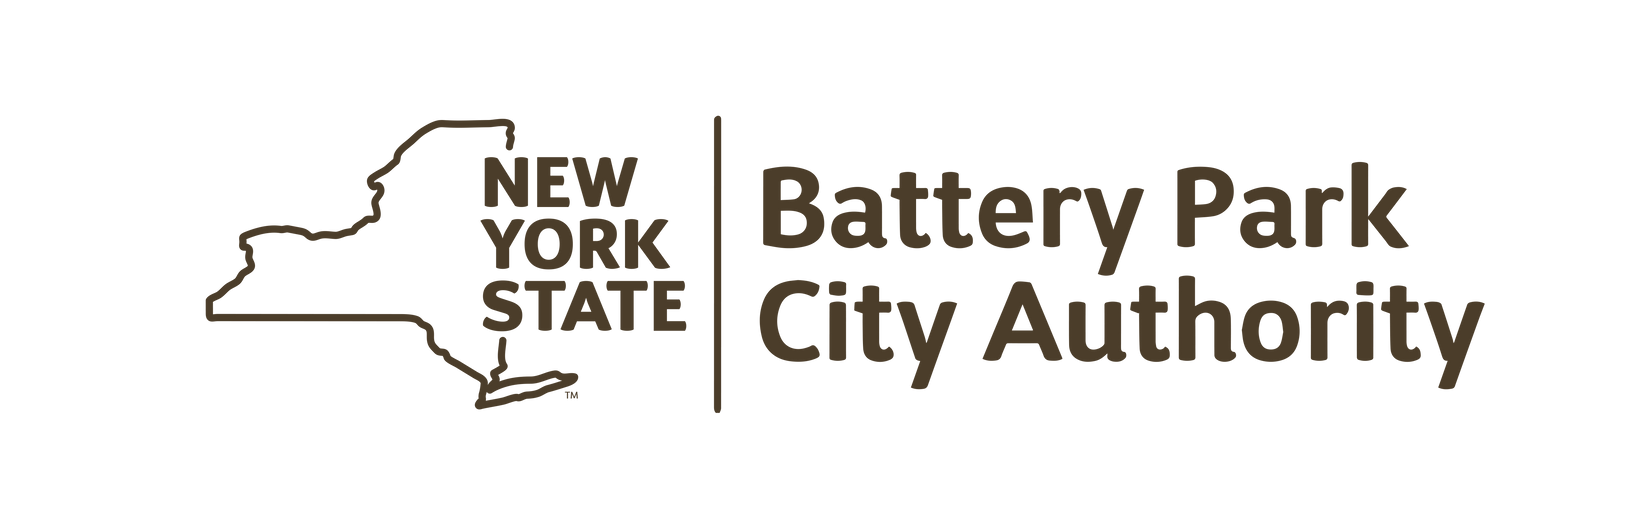 NEW
YORK
STATE
™
Battery Park
City Authority